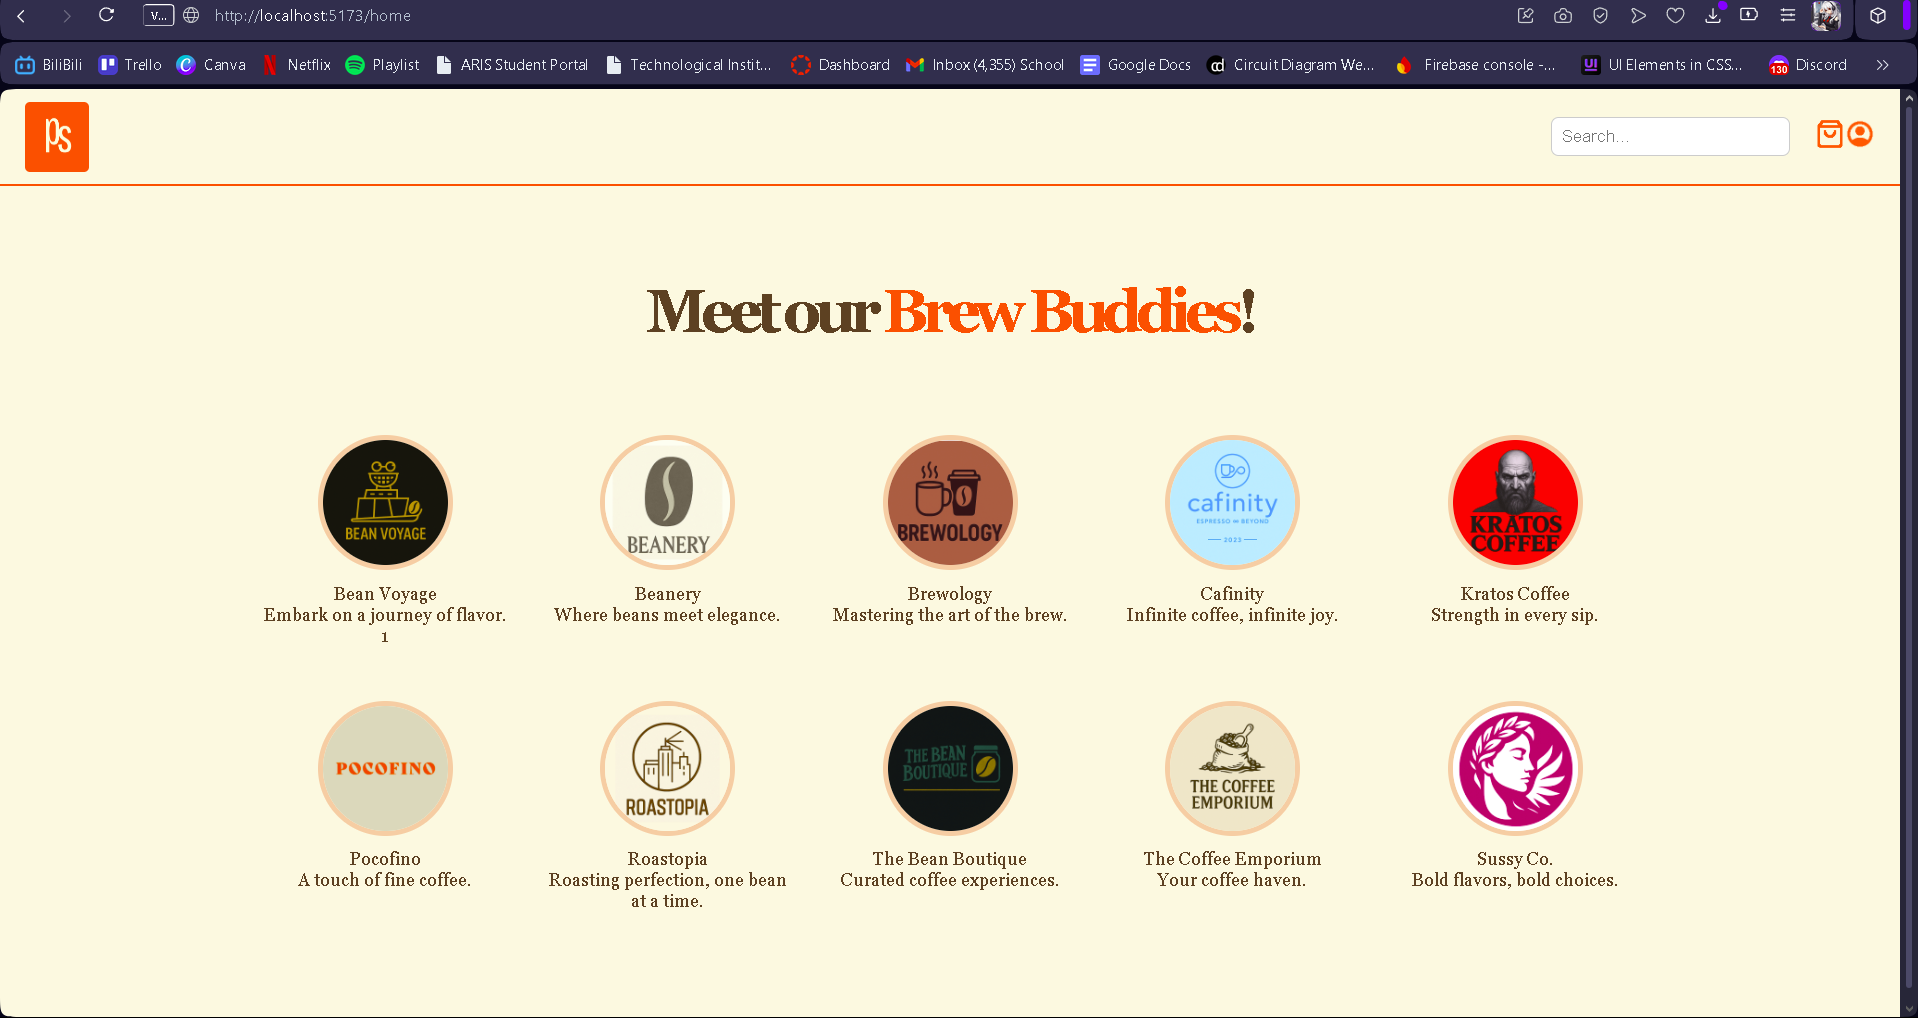 V...
http://localhost:5173/home
BiliBili
Trello
Canva
Netflix
Playlist
ARIS Student Portal
Technological Instit...
Dashboard
Inbox (4,355) School
Google Docs
Circuit Diagram We...
Firebase console -...
UI Elements in CSS...
130
Discord
ps
Search...
Meet our Brew Buddies!
BEAN VOYAGE
BEANERY
BREWOLOGY
cafinity
ESPRESSO ∞ BEYOND
2023
KRATOS
COFFEE
Bean Voyage
Embark on a journey of flavor.
1
Beanery
Where beans meet elegance.
Brewology
Mastering the art of the brew.
Cafinity
Infinite coffee, infinite joy.
Kratos Coffee
Strength in every sip.
POCOFINO
ROASTOPIA
THE BEAN
BOUTIQUE
THE COFFEE
EMPORIUM
Pocofino
A touch of fine coffee.
Roastopia
Roasting perfection, one bean
at a time.
The Bean Boutique
Curated coffee experiences.
The Coffee Emporium
Your coffee haven.
Sussy Co.
Bold flavors, bold choices.